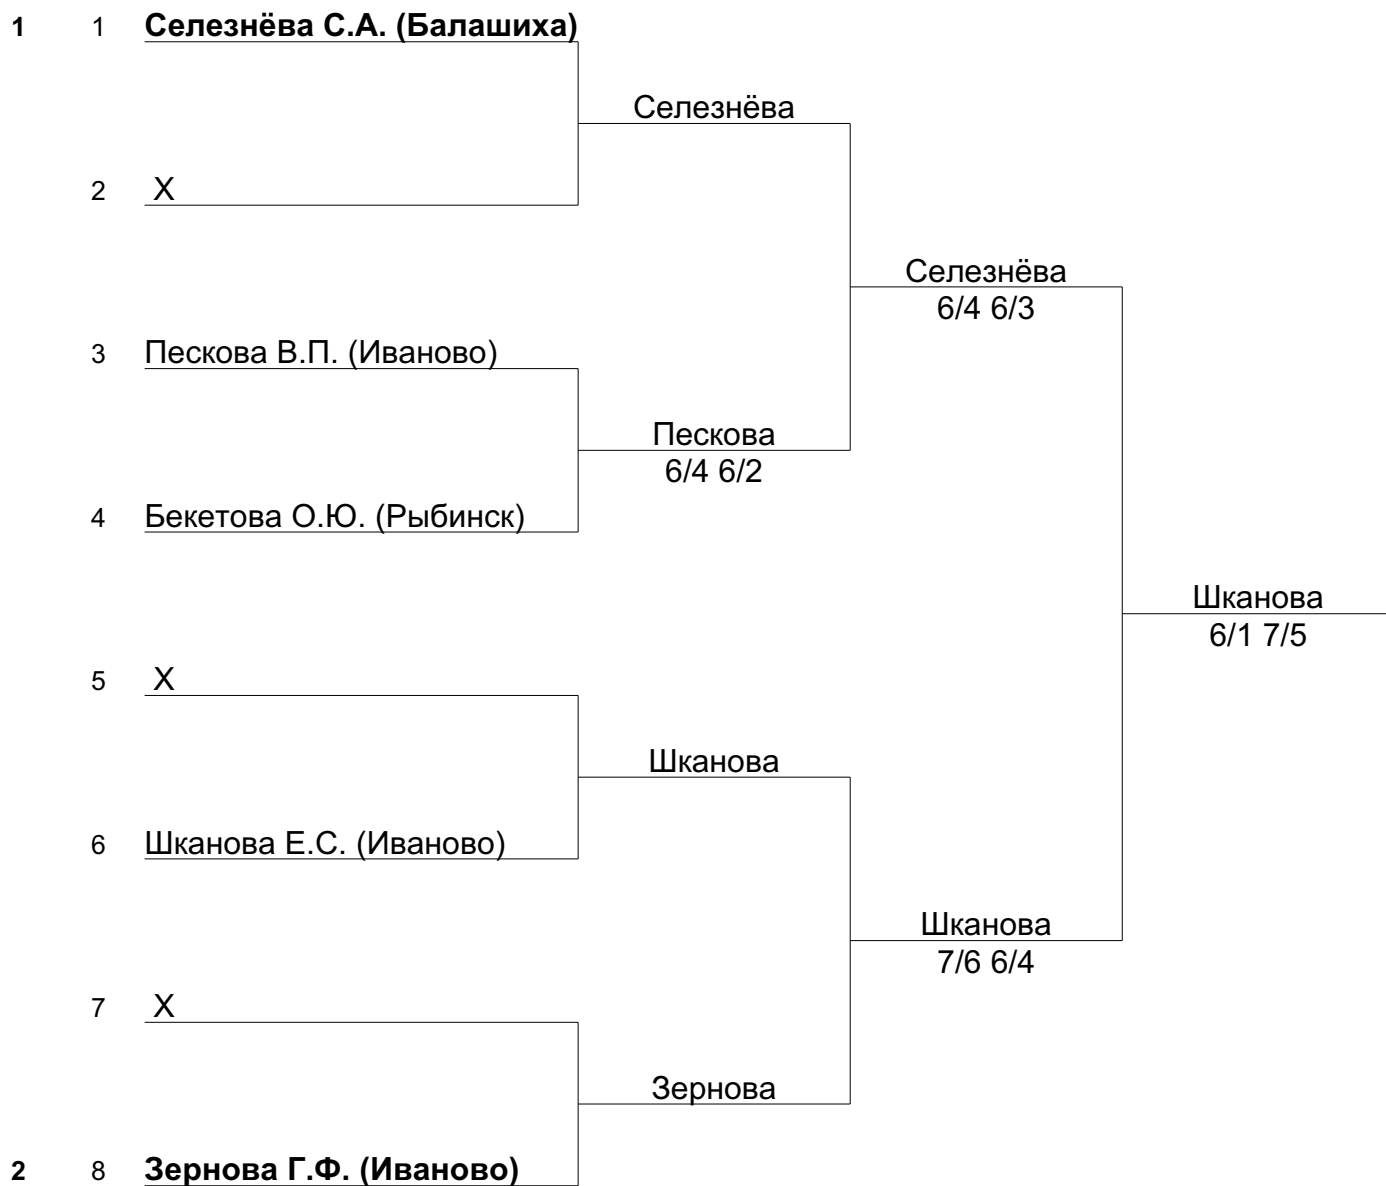 1 1 Селезнёва С.А. (Балашиха)
Селезнёва
2 X
Селезнёва
6/4 6/3
3 Пескова В.П. (Иваново)
Пескова
6/4 6/2
4 Бекетова О.Ю. (Рыбинск)
Шканова
6/1 7/5
5 X
Шканова
6 Шканова Е.С. (Иваново)
Шканова
7/6 6/4
7 X
Зернова
2 8 Зернова Г.Ф. (Иваново)